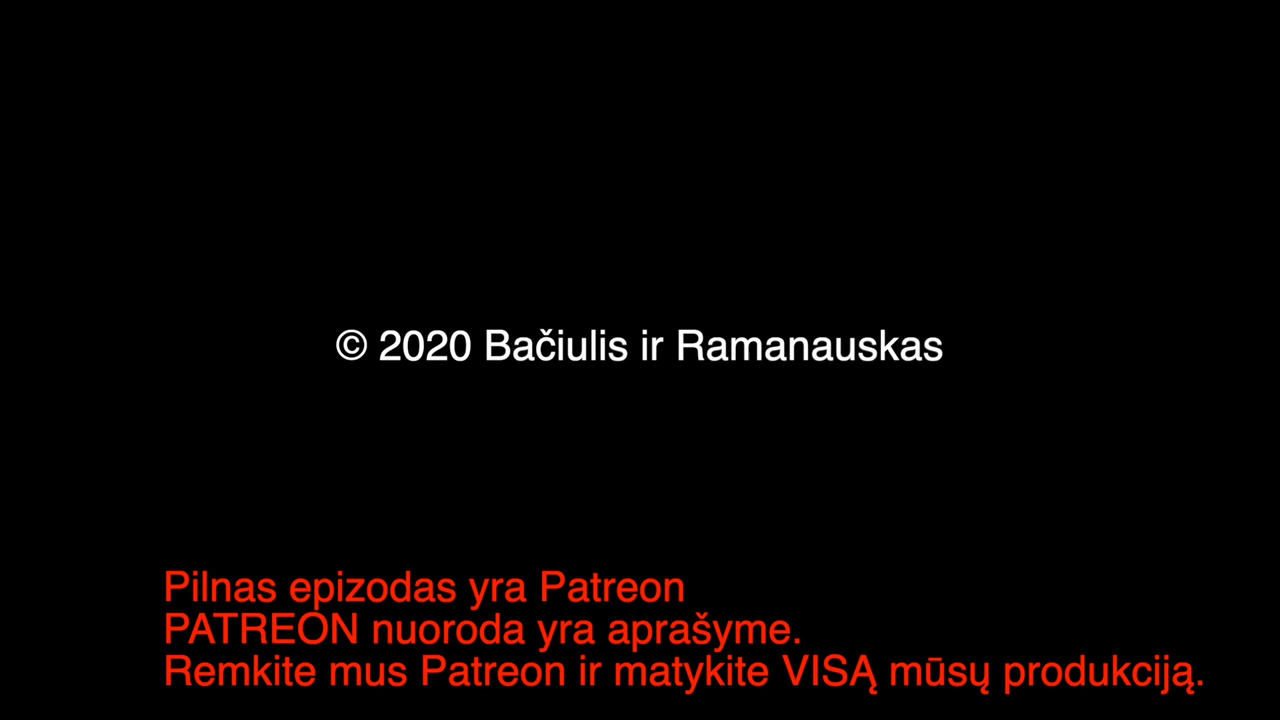 © 2020 Bačiulis ir Ramanauskas
Pilnas epizodas yra Patreon
PATREON nuoroda yra aprašyme.
Remkite mus Patreon ir matykite VISĄ mūsų produkciją.